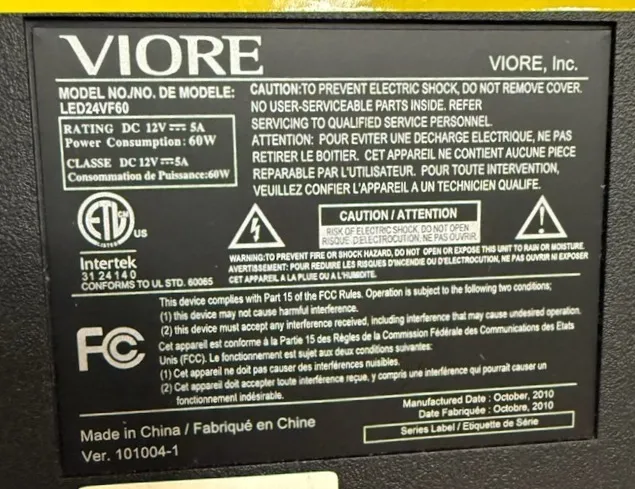 VIORE
VIORE, Inc.
MODEL NO./NO. DE MODELE:
LED24VF60
RATING DC 12V⎓5A
Power Consumption: 60W
CLASSE DC 12V⎓5A
Consommation de Puissance:60W
CAUTION:TO PREVENT ELECTRIC SHOCK, DO NOT REMOVE COVER.
NO USER-SERVICEABLE PARTS INSIDE. REFER
SERVICING TO QUALIFIED SERVICE PERSONNEL.
ATTENTION: POUR EVITER UNE DECHARGE ELECTRIQUE, NE PAS
RETIRER LE BOITIER. CET APPAREIL NE CONTIENT AUCUNE PIECE
REPARABLE PAR L'UTILISATEUR. POUR TOUTE INTERVENTION,
VEUILLEZ CONFIER L'APPAREIL A UN TECHNICIEN QUALIFE.
ETL CM
LISTED
US
Intertek
3124140
CONFORMS TO UL STD. 60065
CAUTION / ATTENTION
RISK OF ELECTRIC SHOCK. DO NOT OPEN
RISQUE D'ELECTROCUTION, NE PAS OUVRIR
WARNING:TO PREVENT FIRE OR SHOCK HAZARD, DO NOT OPEN OR EXPOSE THIS UNIT TO RAIN OR MOISTURE.
AVERTISSEMENT: POUR REDUIRE LES RISQUES D'INCENDIE OU D'ELECTROCUTION, NE PAS OUVRIR NI EXPOSER
CET APPAREIL A LA PLUIE OU A L'HUMIDITE.
FC
This device complies with Part 15 of the FCC Rules. Operation is subject to the following two conditions;
(1) this device may not cause harmful interference.
(2) this device must accept any interference received, including interference that may cause undesired operation.
Cet apparail est conforme à la Partie 15 des Règles de la Commission Fédérale des Communications des Etats
Unis (FCC). Le fonctionnement est sujet aux deux conditions suivantes:
(1) Cet appareil ne doit pas causer des interférences nuisibles.
(2) Cet appareil doit accepter toute interférence reçue, y compris une interférence qui pourrait causer un
fonctionnement indésirable.
Made in China / Fabriqué en Chine
Ver. 101004-1
Manufactured Date : October, 2010
Date Fabriquée : Octobre, 2010
Series Label / Etiquette de Série